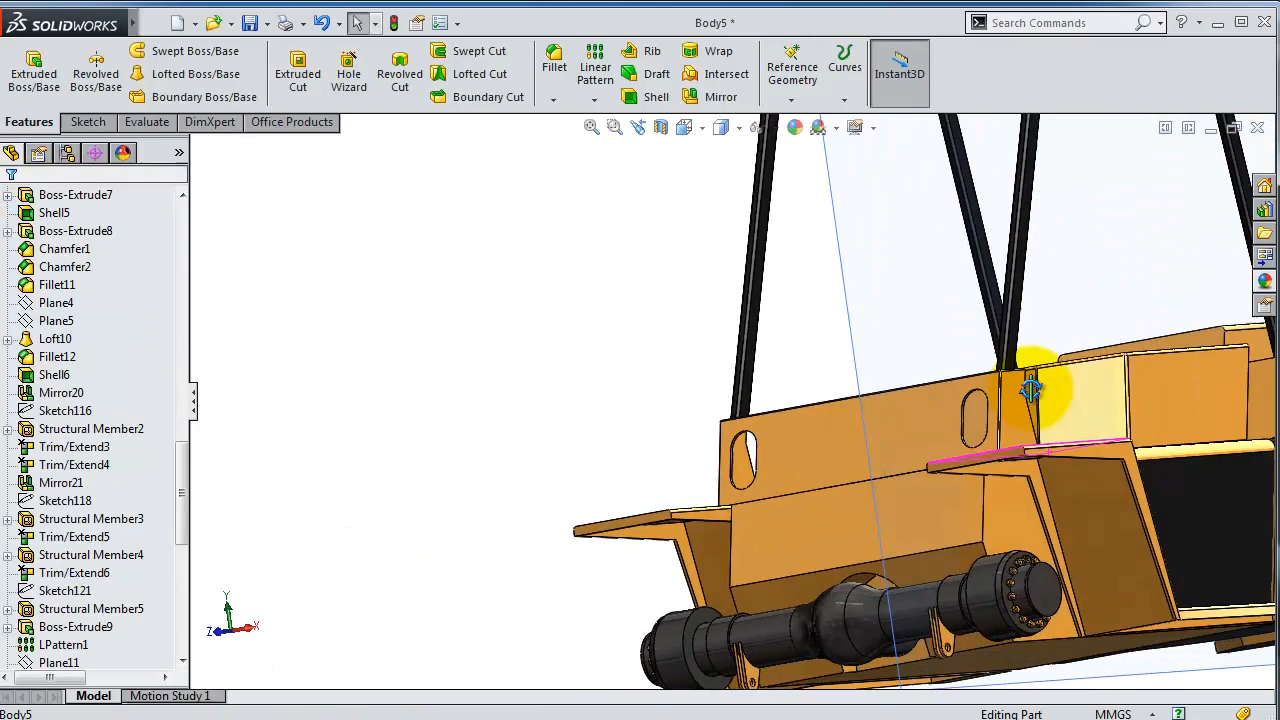 SOLIDWORKS
Body5 *
Search Commands
Extruded Boss/Base
Revolved Boss/Base
Swept Boss/Base
Lofted Boss/Base
Boundary Boss/Base
Extruded Cut
Hole Wizard
Revolved Cut
Swept Cut
Lofted Cut
Boundary Cut
Fillet
Linear Pattern
Rib
Draft
Shell
Wrap
Intersect
Mirror
Reference Geometry
Curves
Instant3D
Features
Sketch
Evaluate
DimXpert
Office Products
Boss-Extrude7
Shell5
Boss-Extrude8
Chamfer1
Chamfer2
Fillet11
Plane4
Plane5
Loft10
Fillet12
Shell6
Mirror20
Sketch116
Structural Member2
Trim/Extend3
Trim/Extend4
Mirror21
Sketch118
Structural Member3
Trim/Extend5
Structural Member4
Trim/Extend6
Sketch121
Structural Member5
Boss-Extrude9
LPattern1
Plane11
Y
Z
X
Model
Motion Study 1
Body5
Editing Part
MMGS